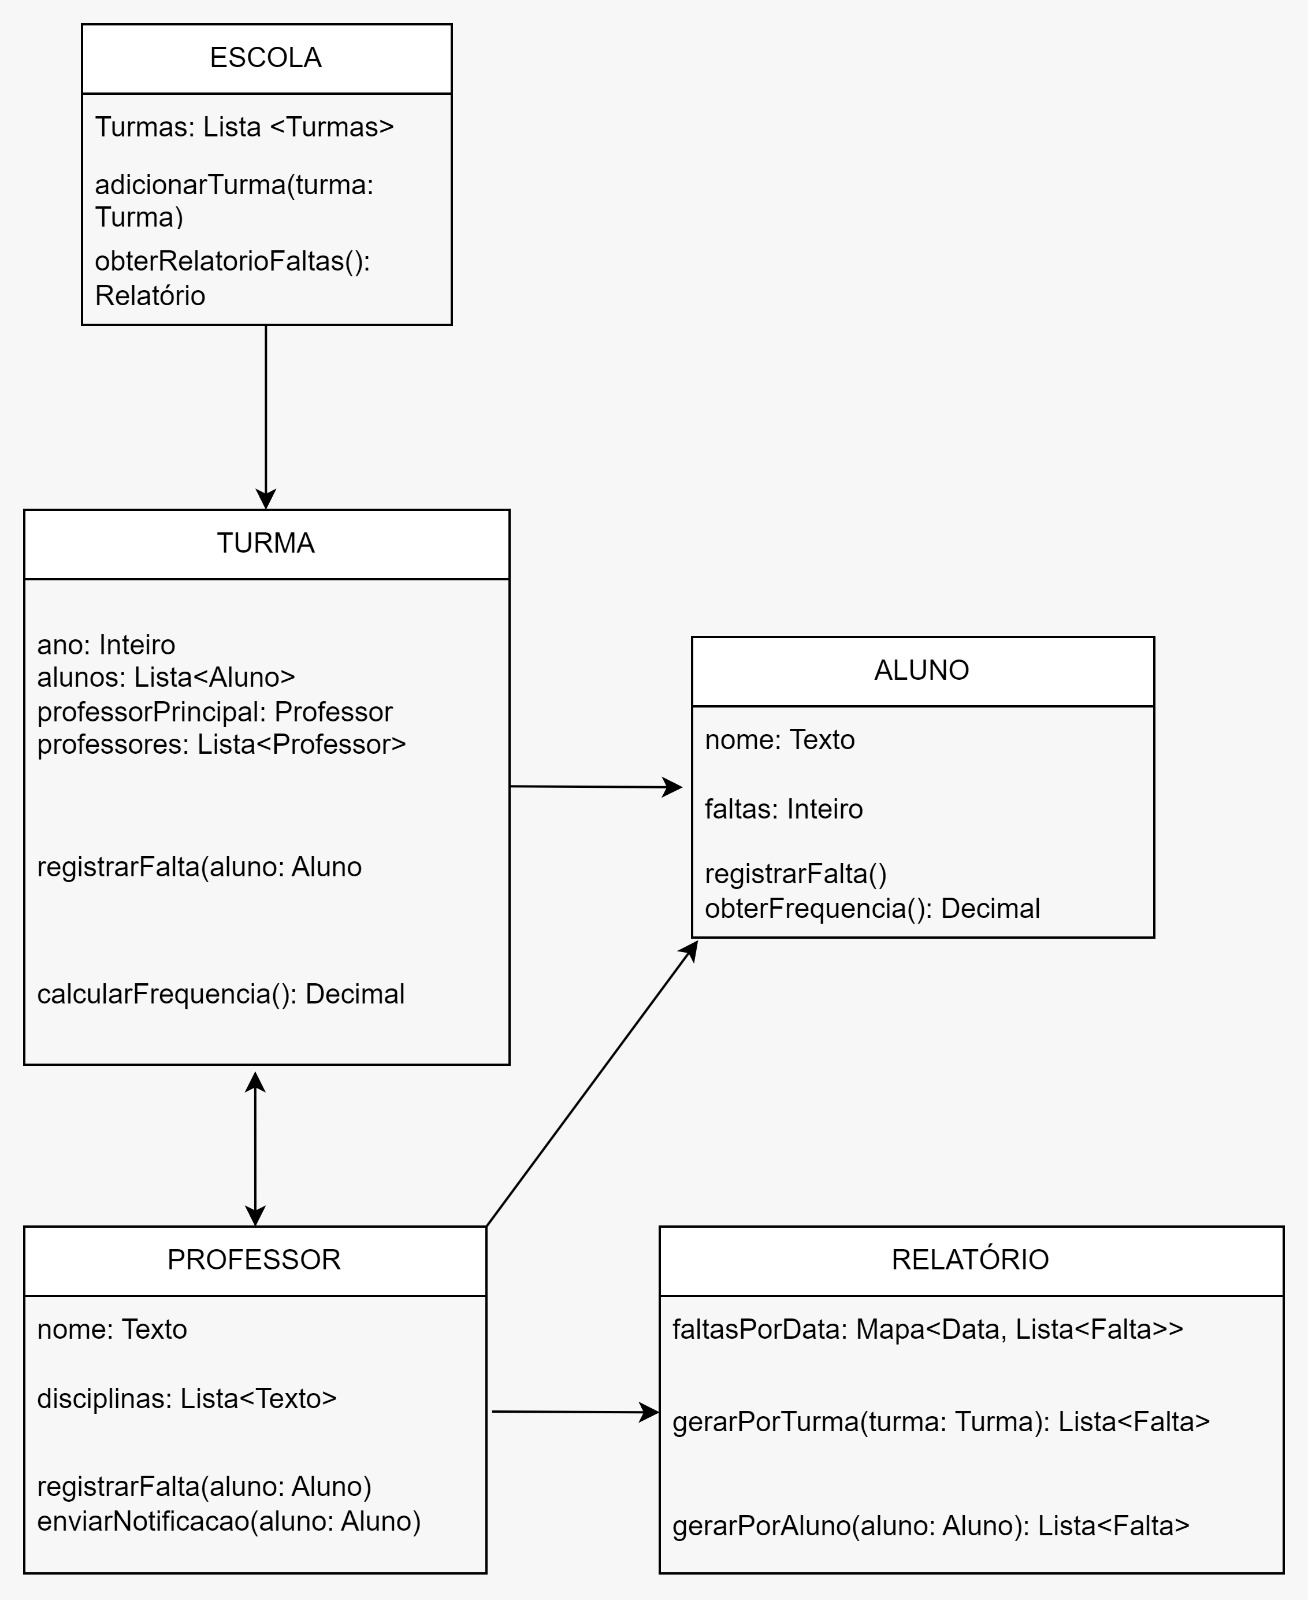 ESCOLA
Turmas: Lista <Turmas>
adicionarTurma(turma:
Turma)
obterRelatorioFaltas():
Relatório
TURMA
ano: Inteiro
alunos: Lista<Aluno>
professorPrincipal: Professor
professores: Lista<Professor>
registrarFalta(aluno: Aluno
calcularFrequencia(): Decimal
ALUNO
nome: Texto
faltas: Inteiro
registrarFalta()
obterFrequencia(): Decimal
PROFESSOR
nome: Texto
disciplinas: Lista<Texto>
registrarFalta(aluno: Aluno)
enviarNotificacao(aluno: Aluno)
RELATÓRIO
faltasPorData: Mapa<Data, Lista<Falta>>
gerarPorTurma(turma: Turma): Lista<Falta>
gerarPorAluno(aluno: Aluno): Lista<Falta>